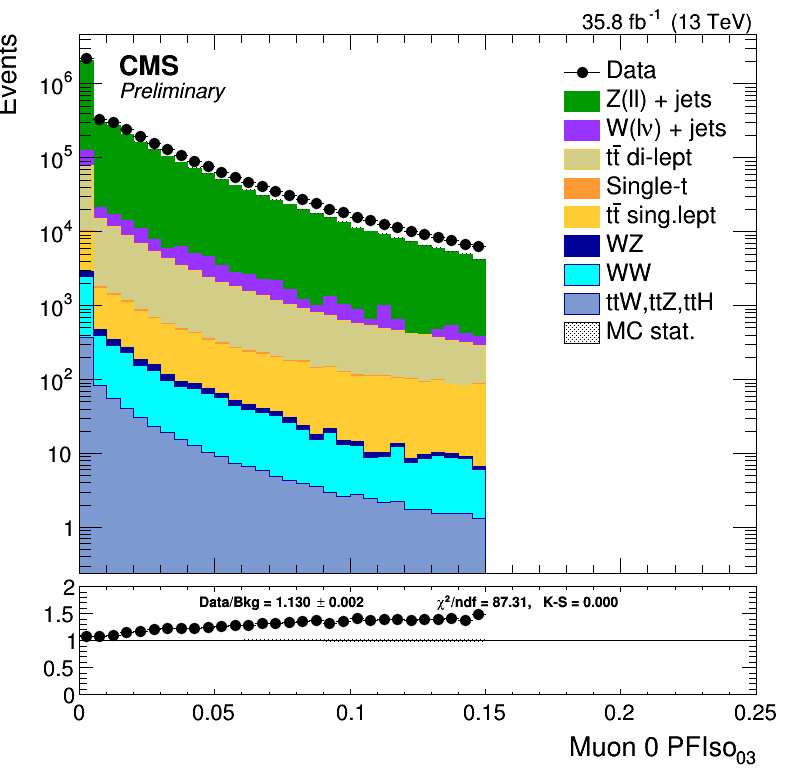 35.8 fb⁻¹ (13 TeV)
Events
CMS
Preliminary
Data
Z(ll) + jets
W(lν) + jets
tt̄ di-lept
Single-t
tt̄ sing.lept
WZ
WW
ttW,ttZ,ttH
MC stat.
10⁶
10⁵
10⁴
10³
10²
10
1
Data/Bkg = 1.130 ± 0.002 χ²/ndf = 87.31, K-S = 0.000
2
1.5
1
0.5
0
0 0.05 0.1 0.15 0.2 0.25
Muon 0 PFIso₀₃